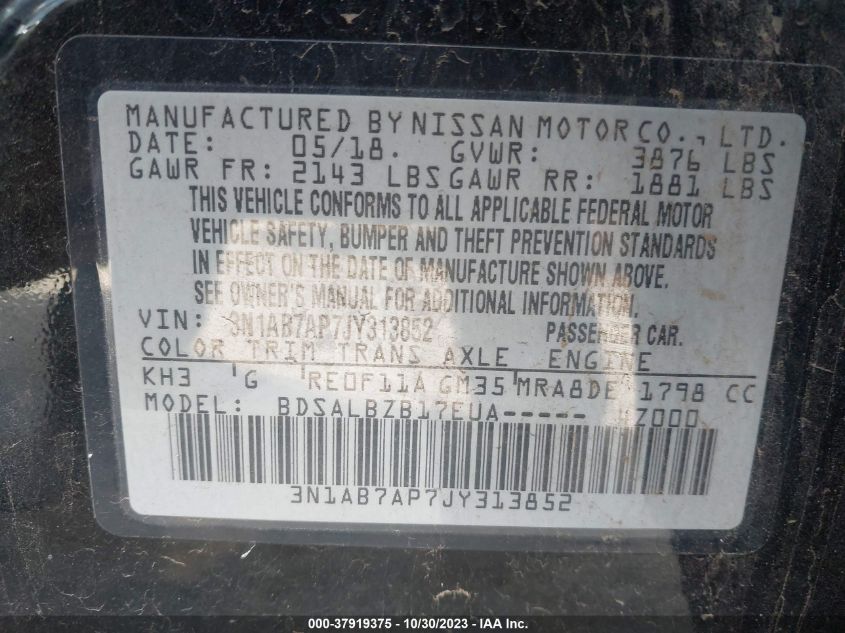 MANUFACTURED BY NISSAN MOTOR CO., LTD.
DATE: 05/18. GVWR: 3876 LBS
GAWR FR: 2143 LBS GAWR RR: 1881 LBS
THIS VEHICLE CONFORMS TO ALL APPLICABLE FEDERAL MOTOR
VEHICLE SAFETY, BUMPER AND THEFT PREVENTION STANDARDS
IN EFFECT ON THE DATE OF MANUFACTURE SHOWN ABOVE.
SEE OWNER'S MANUAL FOR ADDITIONAL INFORMATION.
VIN: 3N1AB7AP7JY313852 PASSENGER CAR.
COLOR TRIM TRANS AXLE ENGINE
KH3 G RE0F11A GM35 MRA8DE 1798 CC
MODEL: BDSALBZB17EUA----- Z000
3N1AB7AP7JY313852
000-37919375 - 10/30/2023 - © IAA, Inc.